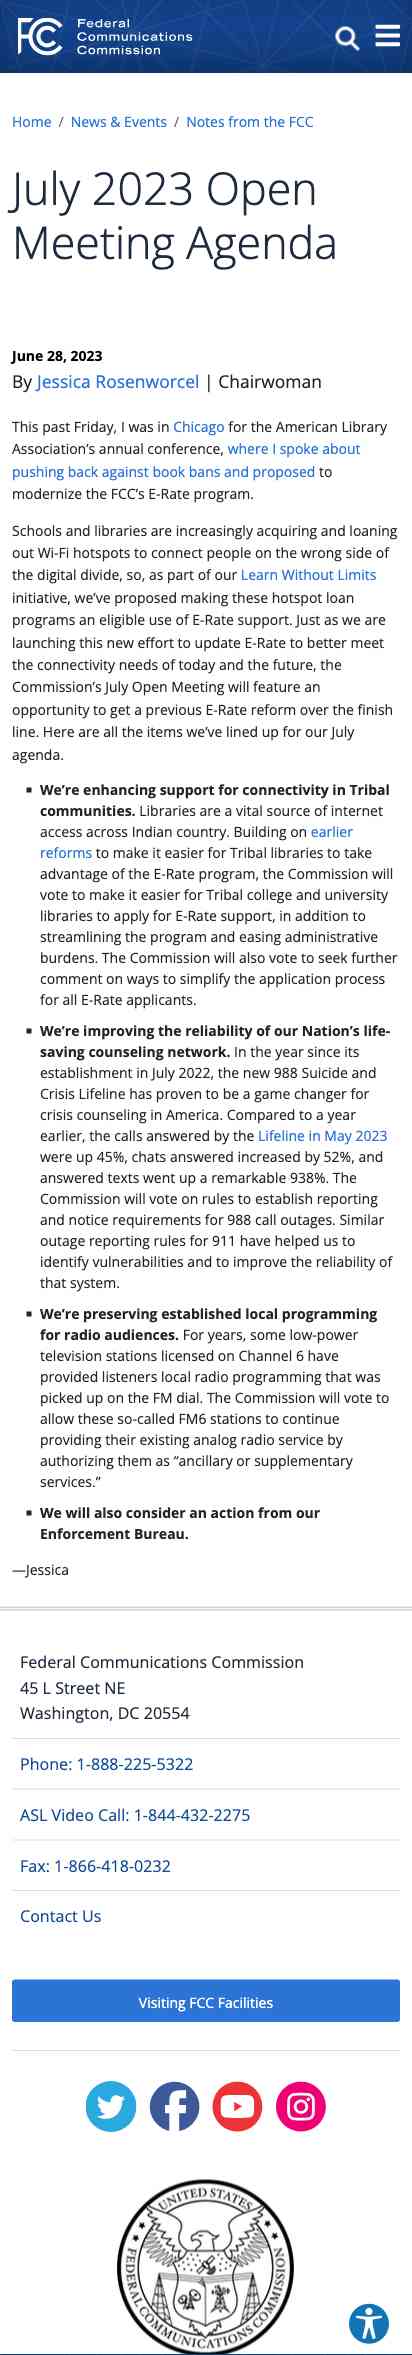 FCC
Federal
Communications
Commission
Home / News & Events / Notes from the FCC
July 2023 Open
Meeting Agenda
June 28, 2023
By Jessica Rosenworcel | Chairwoman
This past Friday, I was in Chicago for the American Library
Association's annual conference, where I spoke about
pushing back against book bans and proposed to
modernize the FCC's E-Rate program.
Schools and libraries are increasingly acquiring and loaning
out Wi-Fi hotspots to connect people on the wrong side of
the digital divide, so, as part of our Learn Without Limits
initiative, we've proposed making these hotspot loan
programs an eligible use of E-Rate support. Just as we are
launching this new effort to update E-Rate to better meet
the connectivity needs of today and the future, the
Commission's July Open Meeting will feature an
opportunity to get a previous E-Rate reform over the finish
line. Here are all the items we've lined up for our July
agenda.
▪ We're enhancing support for connectivity in Tribal
communities. Libraries are a vital source of internet
access across Indian country. Building on earlier
reforms to make it easier for Tribal libraries to take
advantage of the E-Rate program, the Commission will
vote to make it easier for Tribal college and university
libraries to apply for E-Rate support, in addition to
streamlining the program and easing administrative
burdens. The Commission will also vote to seek further
comment on ways to simplify the application process
for all E-Rate applicants.
▪ We're improving the reliability of our Nation's life-
saving counseling network. In the year since its
establishment in July 2022, the new 988 Suicide and
Crisis Lifeline has proven to be a game changer for
crisis counseling in America. Compared to a year
earlier, the calls answered by the Lifeline in May 2023
were up 45%, chats answered increased by 52%, and
answered texts went up a remarkable 938%. The
Commission will vote on rules to establish reporting
and notice requirements for 988 call outages. Similar
outage reporting rules for 911 have helped us to
identify vulnerabilities and to improve the reliability of
that system.
▪ We're preserving established local programming
for radio audiences. For years, some low-power
television stations licensed on Channel 6 have
provided listeners local radio programming that was
picked up on the FM dial. The Commission will vote to
allow these so-called FM6 stations to continue
providing their existing analog radio service by
authorizing them as “ancillary or supplementary
services.”
▪ We will also consider an action from our
Enforcement Bureau.
—Jessica
Federal Communications Commission
45 L Street NE
Washington, DC 20554
Phone: 1-888-225-5322
ASL Video Call: 1-844-432-2275
Fax: 1-866-418-0232
Contact Us
Visiting FCC Facilities
UNITED STATES
FEDERAL COMMUNICATIONS COMMISSION